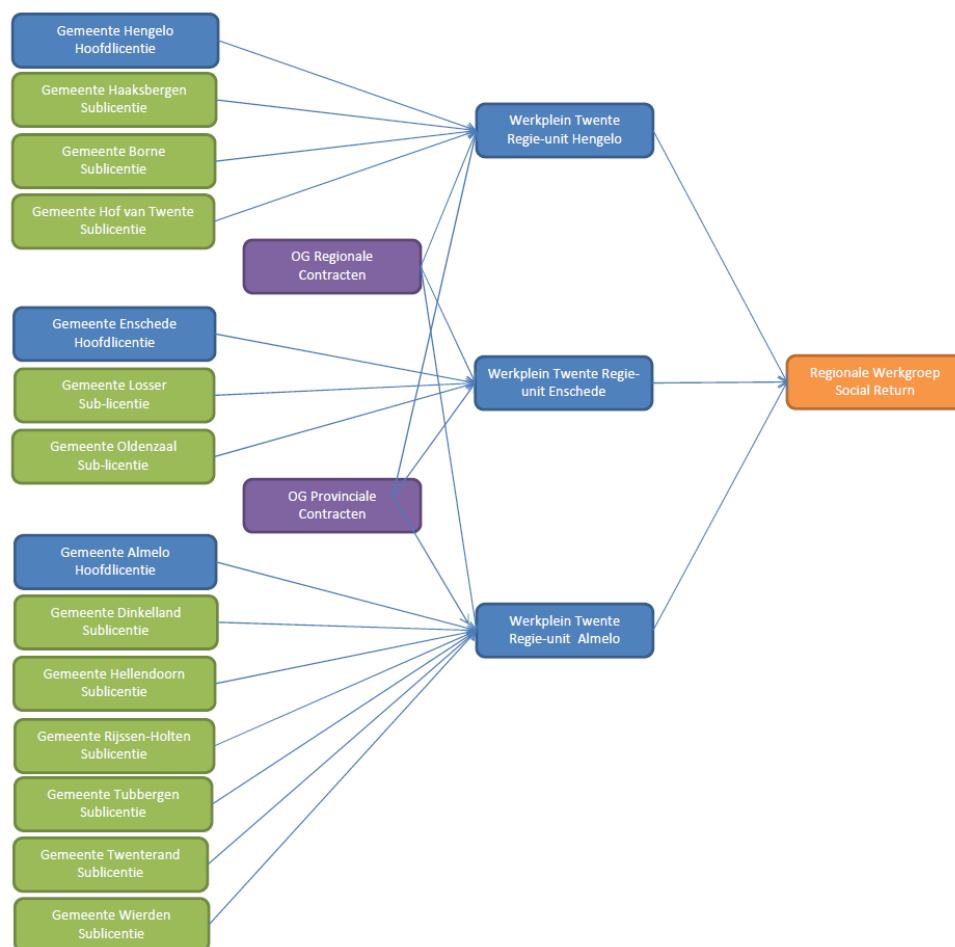 Gemeente Hengelo
Hoofdlicentie
Gemeente Haaksbergen
Sublicentie
Gemeente Borne
Sublicentie
Gemeente Hof van Twente
Sublicentie
OG Regionale
Contracten
Gemeente Enschede
Hoofdlicentie
Gemeente Losser
Sub-licentie
Gemeente Oldenzaal
Sub-licentie
OG Provinciale
Contracten
Gemeente Almelo
Hoofdlicentie
Gemeente Dinkelland
Sublicentie
Gemeente Hellendoorn
Sublicentie
Gemeente Rijssen-Holten
Sublicentie
Gemeente Tubbergen
Sublicentie
Gemeente Twenterand
Sublicentie
Gemeente Wierden
Sublicentie
Werkplein Twente
Regie-unit Hengelo
Werkplein Twente Regie-
unit Enschede
Werkplein Twente
Regie-unit Almelo
Regionale Werkgroep
Social Return